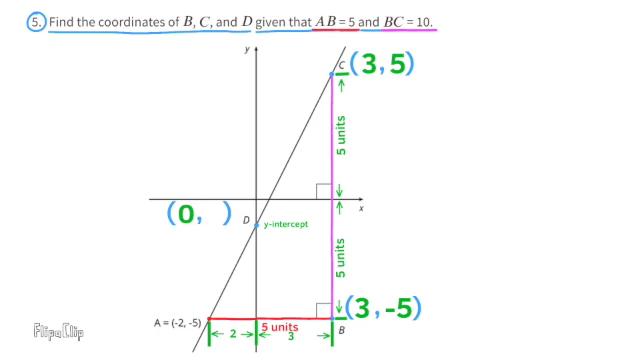 5. Find the coordinates of B, C, and D given that AB = 5 and BC = 10.
y
C
(3, 5)
5 units
x
(0, )
D
y-intercept
5 units
A = (-2, -5)
(3, -5)
5 units
B
2
3
FlipaClip